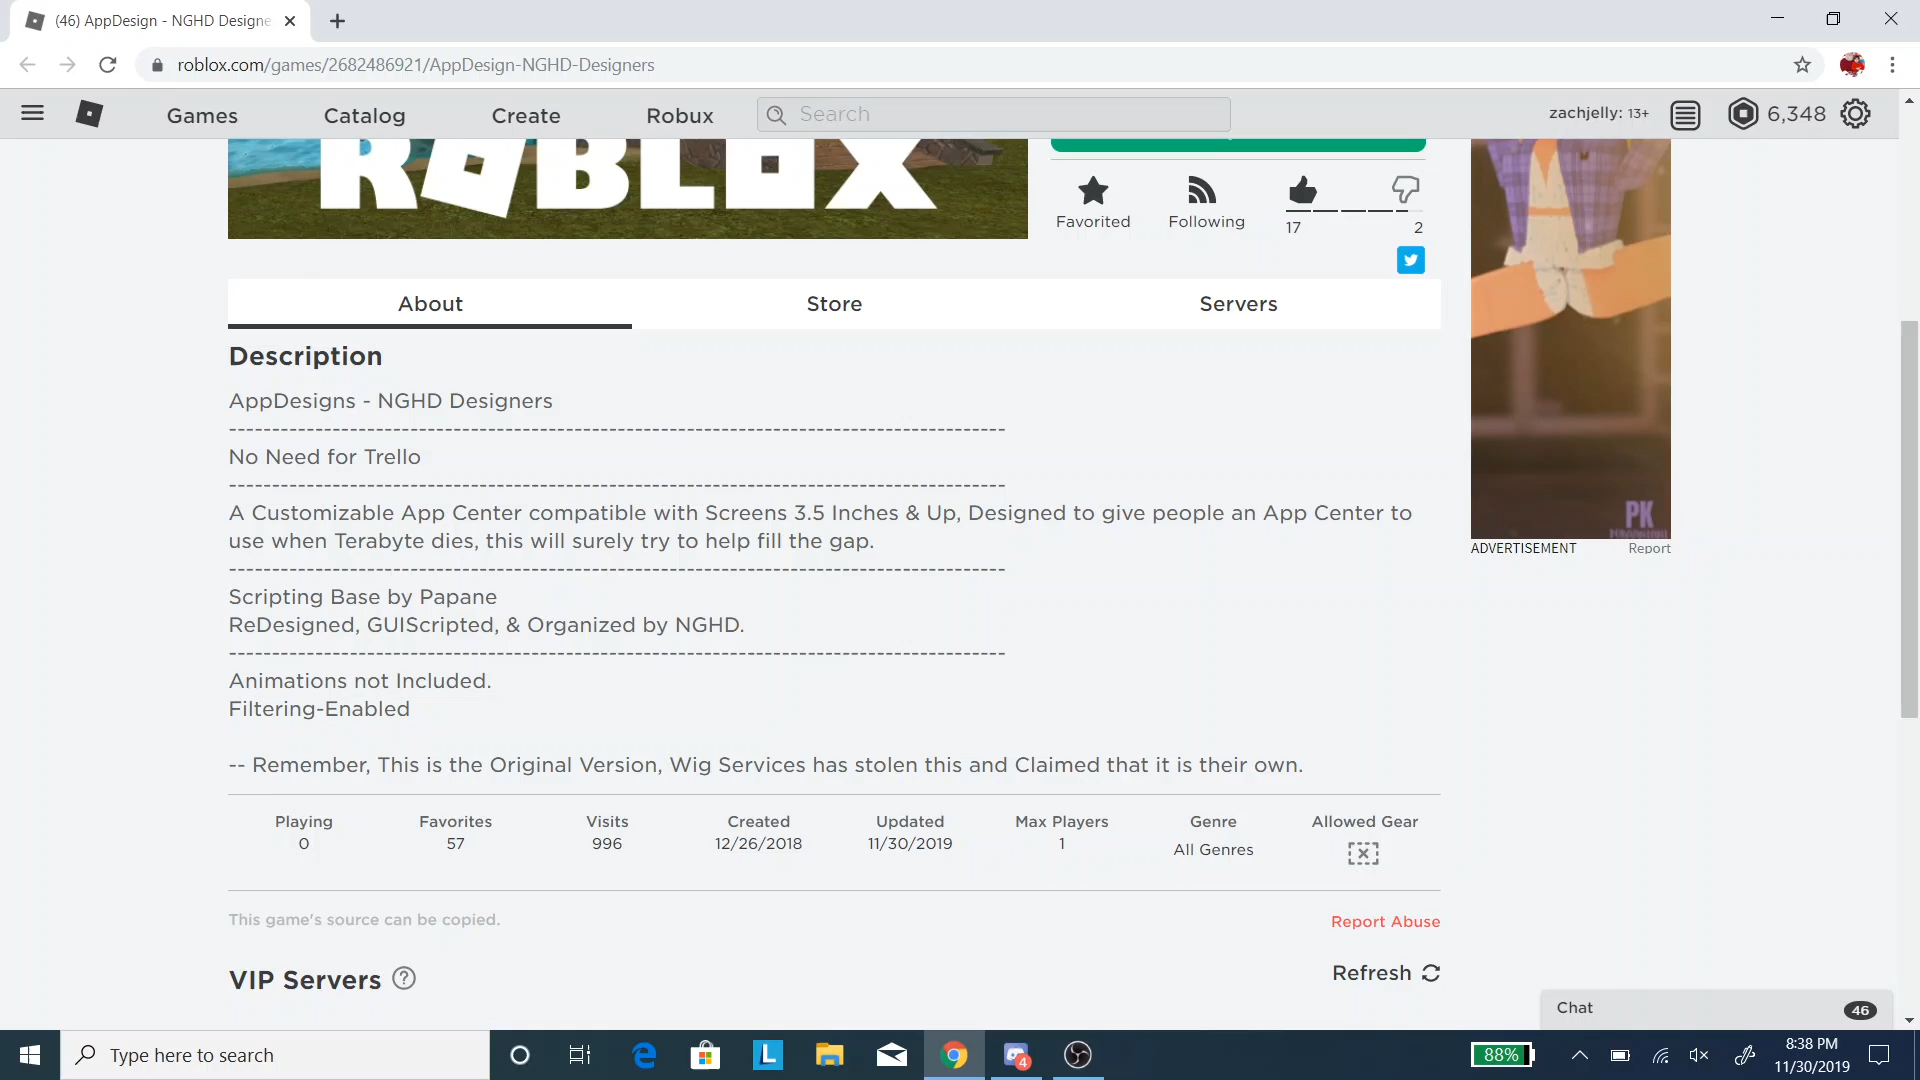 (46) AppDesign - NGHD Designe
roblox.com/games/2682486921/AppDesign-NGHD-Designers
Games Catalog Create Robux Search zachjelly: 13+ 6,348
ROBLOX
Favorited Following 17 2
About Store Servers
Description
AppDesigns - NGHD Designers
------------------------------------------------------------------------------------------
No Need for Trello
------------------------------------------------------------------------------------------
A Customizable App Center compatible with Screens 3.5 Inches & Up, Designed to give people an App Center to
use when Terabyte dies, this will surely try to help fill the gap.
------------------------------------------------------------------------------------------
Scripting Base by Papane
ReDesigned, GUIScripted, & Organized by NGHD.
------------------------------------------------------------------------------------------
Animations not Included.
Filtering-Enabled
-- Remember, This is the Original Version, Wig Services has stolen this and Claimed that it is their own.
PK
ADVERTISEMENT Report
Playing Favorites Visits Created Updated Max Players Genre Allowed Gear
0 57 996 12/26/2018 11/30/2019 1 All Genres
This game's source can be copied. Report Abuse
VIP Servers ? Refresh
Chat 46
Type here to search
L
4
88%
8:38 PM
11/30/2019